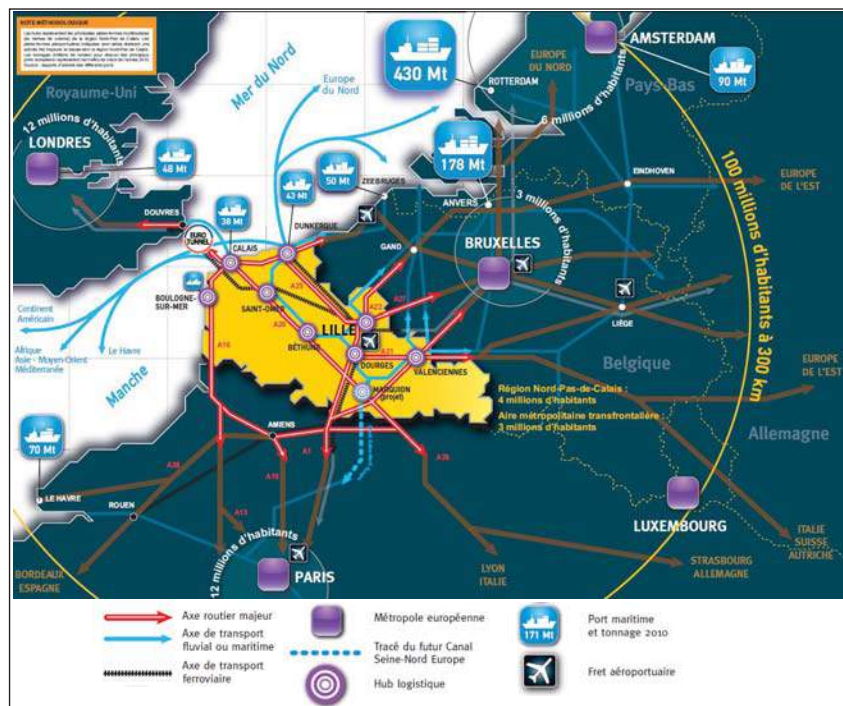 NOTE MÉTHODOLOGIQUE
Royaume-Uni
Mer du Nord
Europe
du Nord
430 Mt
ROTTERDAM
EUROPE
DU NORD
AMSTERDAM
Pays-Bas
90 Mt
6 millions d'habitants
12 millions d'habitants
LONDRES
48 Mt
DOUVRES
EURO
TUNNEL
38 Mt
CALAIS
43 Mt
DUNKERQUE
50 Mt
ZEEBRUGES
178 Mt
ANVERS
GAND
3 millions d'habitants
BRUXELLES
EINDHOVEN
EUROPE
DE L'EST
100 millions d'habitants à 300 km
BOULOGNE-
SUR-MER
SAINT-OMER
A25
A26
LILLE
A22
A27
BÉTHUNE
DOURGES
A21
VALENCIENNES
MARQUION
(projet)
A16
LIÈGE
Belgique
EUROPE
DE L'EST
Allemagne
Continent
Américain
Afrique
Asie - Moyen-Orient
Méditerranée
Le Havre
Manche
Région Nord-Pas-de-Calais :
4 millions d'habitants
Aire métropolitaine transfrontalière :
3 millions d'habitants
70 Mt
LE HAVRE
AMIENS
A1
ROUEN
A16
A13
12 millions d'habitants
PARIS
BORDEAUX
ESPAGNE
LYON
ITALIE
STRASBOURG
ALLEMAGNE
LUXEMBOURG
ITALIE
SUISSE
AUTRICHE
Axe routier majeur
Axe de transport
fluvial ou maritime
Axe de transport
ferroviaire
Métropole européenne
Tracé du futur Canal
Seine-Nord Europe
Hub logistique
171 Mt
Port maritime
et tonnage 2010
Fret aéroportuaire